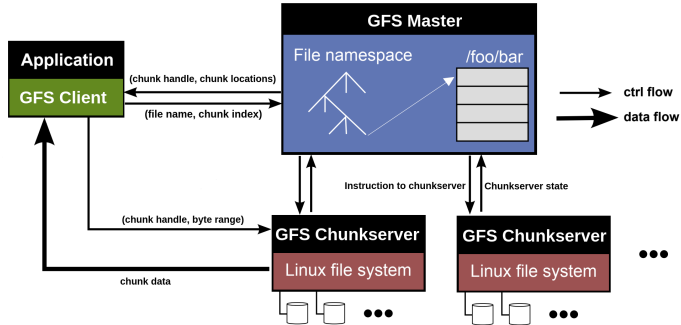 GFS Master
Application
GFS Client
File namespace
/foo/bar
(chunk handle, chunk locations)
(file name, chunk index)
ctrl flow
data flow
Instruction to chunkserver
Chunkserver state
(chunk handle, byte range)
GFS Chunkserver
Linux file system
GFS Chunkserver
Linux file system
chunk data